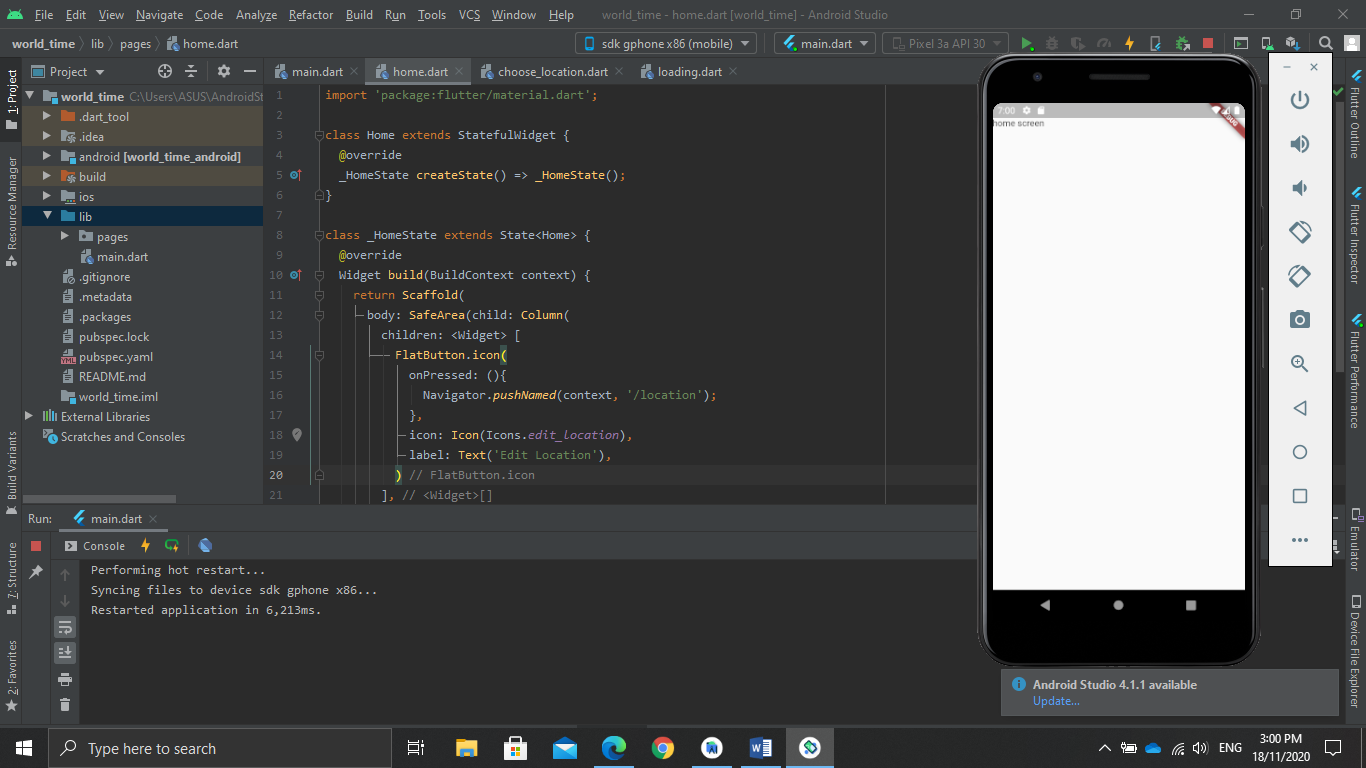 File Edit View Navigate Code Analyze Refactor Build Run Tools VCS Window Help world_time - home.dart [world_time] - Android Studio
world_time lib pages home.dart sdk gphone x86 (mobile) main.dart Pixel 3a API 30
Project main.dart home.dart choose_location.dart loading.dart
1: Project
Resource Manager
Build Variants
7: Structure
2: Favorites
world_time C:\Users\ASUS\AndroidSt
.dart_tool
.idea
android [world_time_android]
build
ios
lib
pages
main.dart
.gitignore
.metadata
.packages
pubspec.lock
pubspec.yaml
README.md
world_time.iml
External Libraries
Scratches and Consoles
1 import 'package:flutter/material.dart';
2
3 class Home extends StatefulWidget {
4 @override
5 _HomeState createState() => _HomeState();
6 }
7
8 class _HomeState extends State<Home> {
9 @override
10 Widget build(BuildContext context) {
11 return Scaffold(
12 body: SafeArea(child: Column(
13 children: <Widget> [
14 FlatButton.icon(
15 onPressed: (){
16 Navigator.pushNamed(context, '/location');
17 },
18 icon: Icon(Icons.edit_location),
19 label: Text('Edit Location'),
20 ) // FlatButton.icon
21 ], // <Widget>[]
7:00
home screen
Flutter Outline
Flutter Inspector
Flutter Performance
Emulator
Device File Explorer
Run: main.dart
Console
Performing hot restart...
Syncing files to device sdk gphone x86...
Restarted application in 6,213ms.
Android Studio 4.1.1 available
Update...
Type here to search
ENG
3:00 PM
18/11/2020